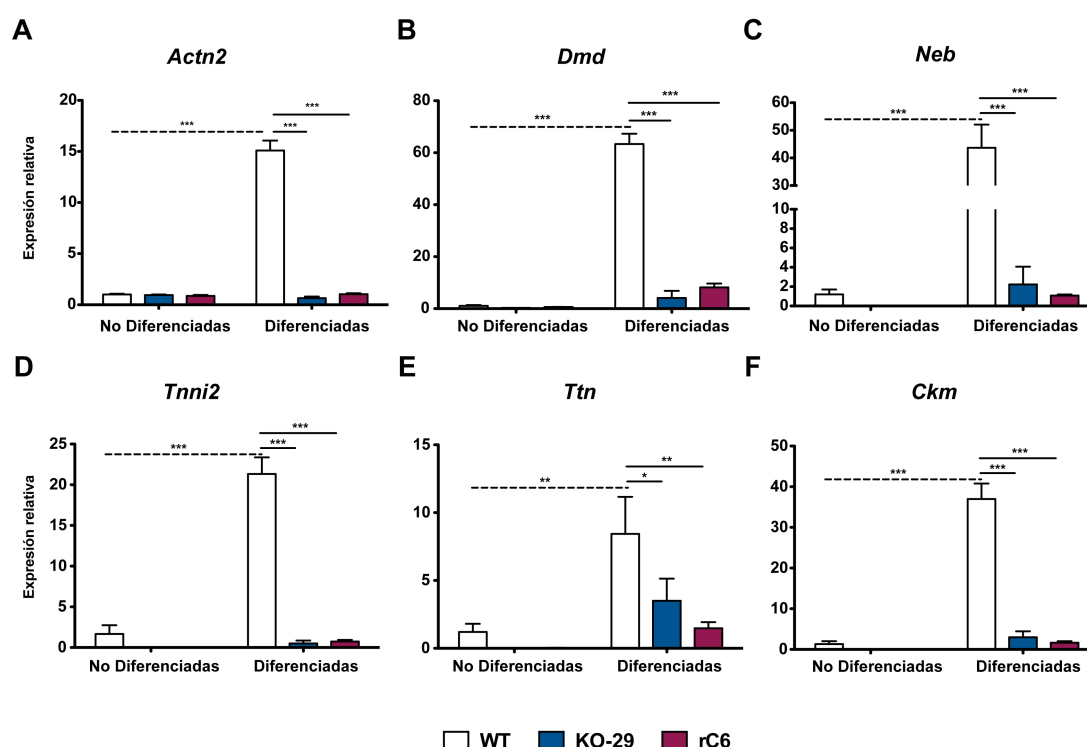 A
B
C
Actn2
Dmd
Neb
Expresión relativa
20
15
10
5
0
***
***
***
No Diferenciadas
Diferenciadas
80
60
40
20
0
***
***
***
No Diferenciadas
Diferenciadas
60
50
40
30
10
8
6
4
2
0
***
***
***
No Diferenciadas
Diferenciadas
D
E
F
Tnni2
Ttn
Ckm
Expresión relativa
25
20
15
10
5
0
***
***
***
No Diferenciadas
Diferenciadas
15
10
5
0
**
**
*
No Diferenciadas
Diferenciadas
50
40
30
20
10
0
***
***
***
No Diferenciadas
Diferenciadas
WT
KO-29
rC6